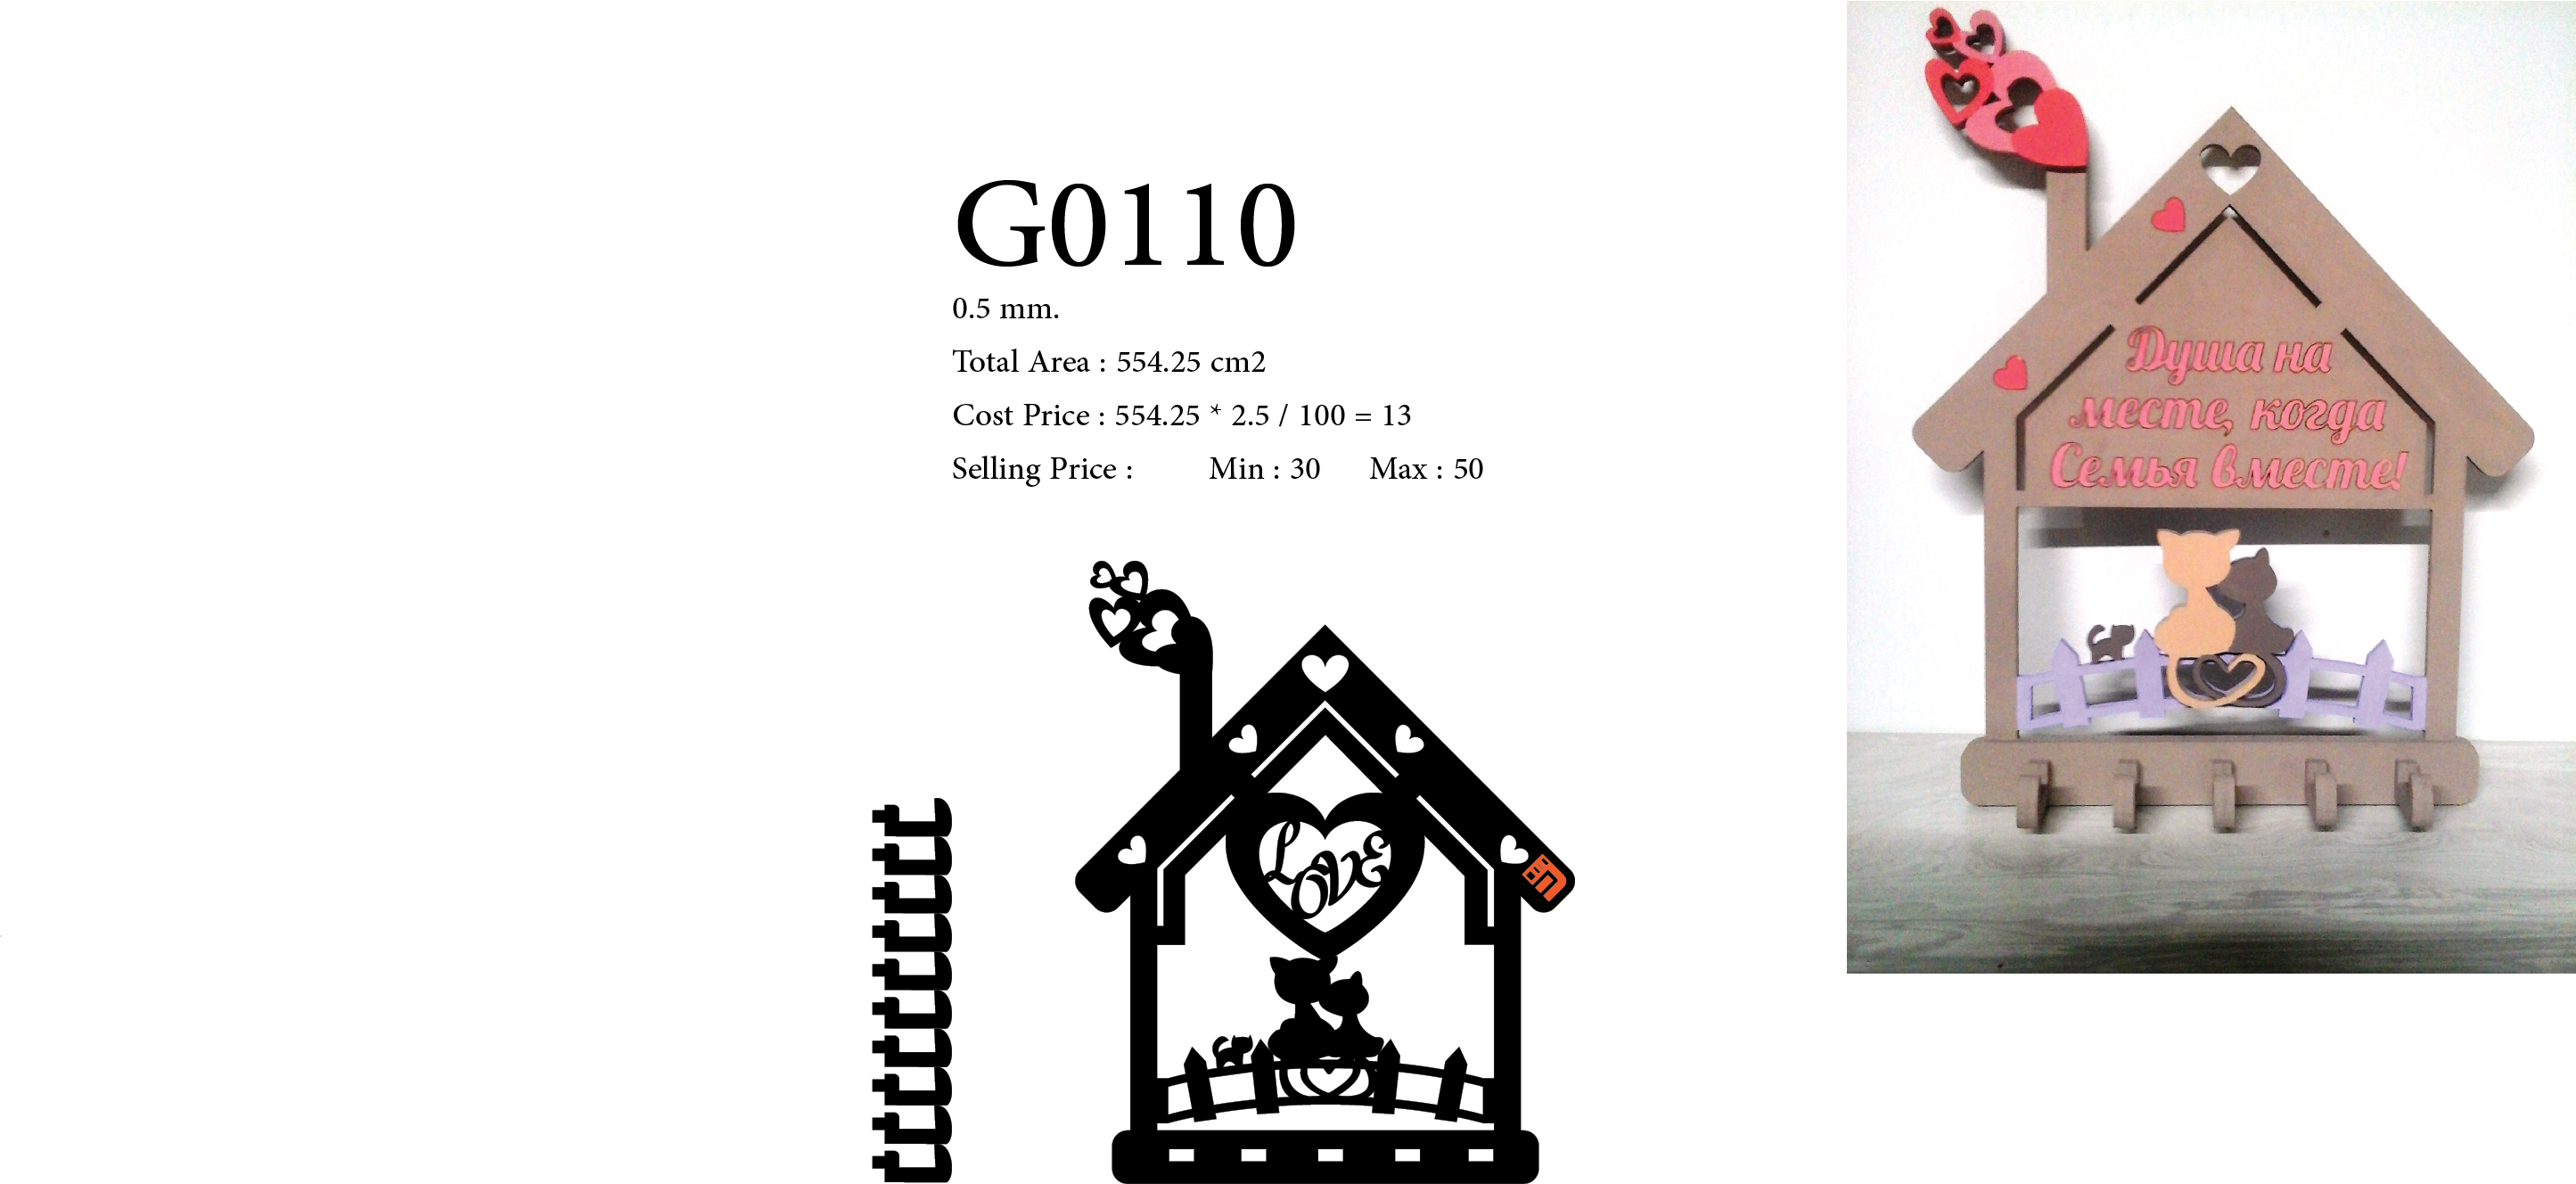 G0110
0.5 mm.
Total Area : 554.25 cm2
Cost Price : 554.25 * 2.5 / 100 = 13
Selling Price : Min : 30 Max : 50
LOVE
Душа на
месте, когда
Семья вместе!